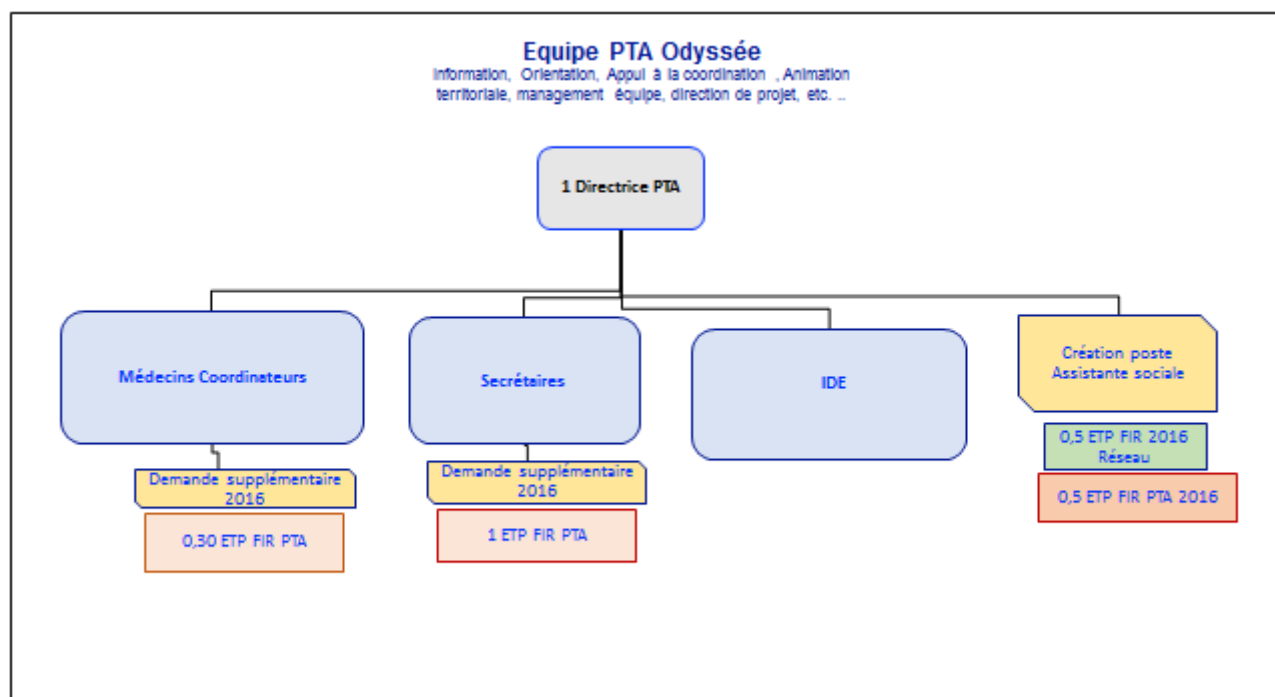 Equipe PTA Odyssée
Information, Orientation, Appui à la coordination , Animation
territoriale, management équipe, direction de projet, etc. ..
1 Directrice PTA
Médecins Coordinateurs
Secrétaires
IDE
Création poste
Assistante sociale
Demande supplémentaire
2016
Demande supplémentaire
2016
0,5 ETP FIR 2016
Réseau
0,30 ETP FIR PTA
1 ETP FIR PTA
0,5 ETP FIR PTA 2016